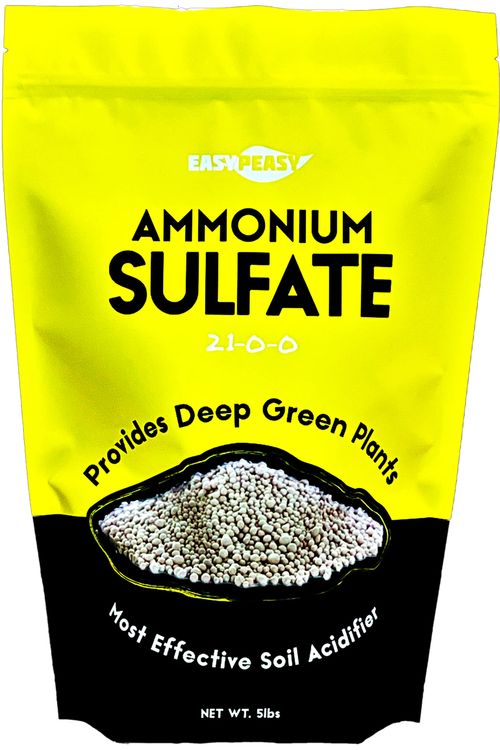 EASYPEASY
AMMONIUM
SULFATE
21-0-0
Provides Deep Green Plants
Most Effective Soil Acidifier
NET WT. 5lbs